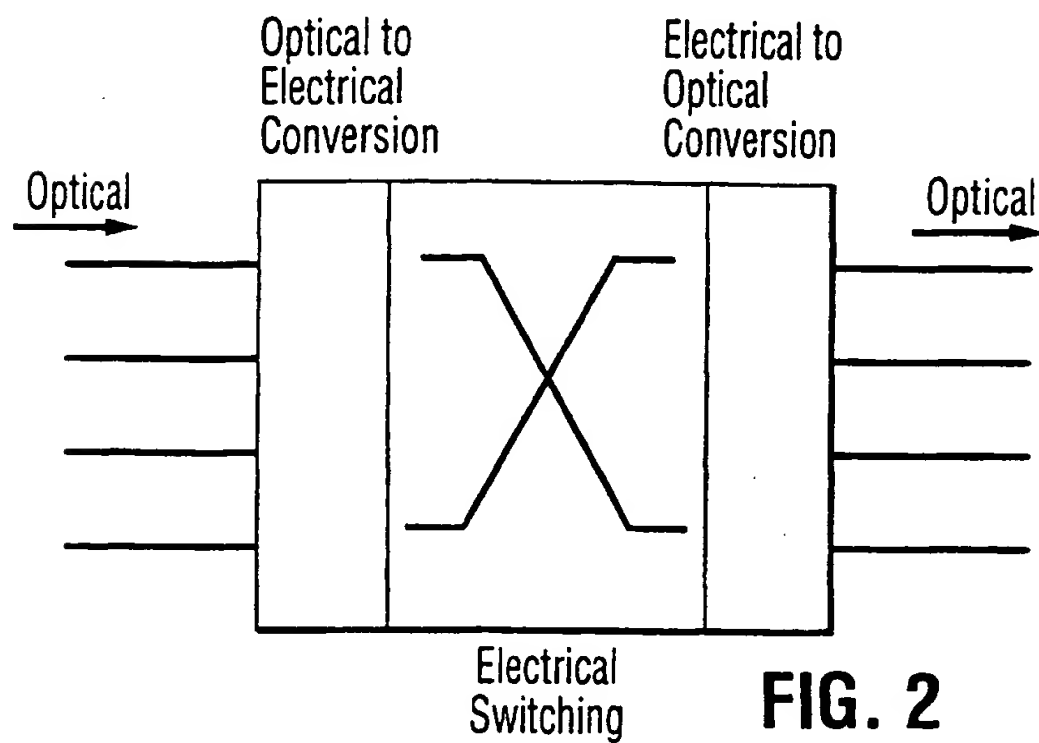 Optical to
Electrical
Conversion
Electrical to
Optical
Conversion
Optical
Optical
Electrical
Switching
FIG. 2